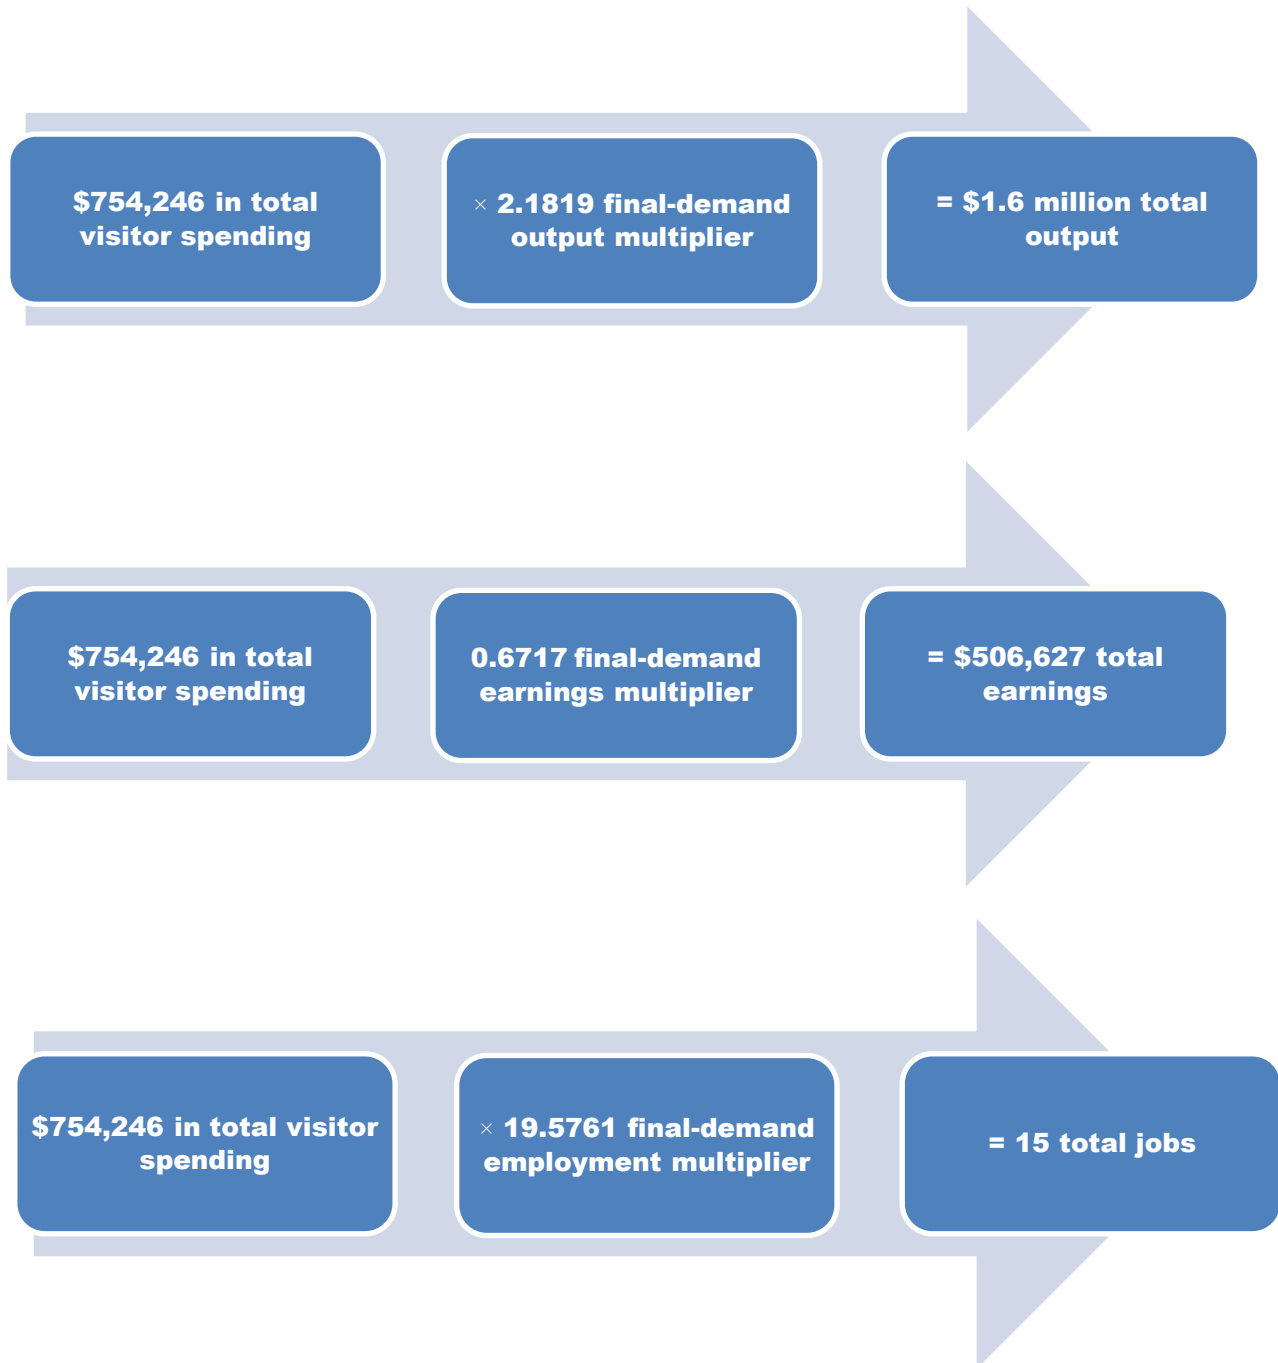 $754,246 in total
visitor spending
× 2.1819 final-demand
output multiplier
= $1.6 million total
output
$754,246 in total
visitor spending
0.6717 final-demand
earnings multiplier
= $506,627 total
earnings
$754,246 in total visitor
spending
× 19.5761 final-demand
employment multiplier
= 15 total jobs